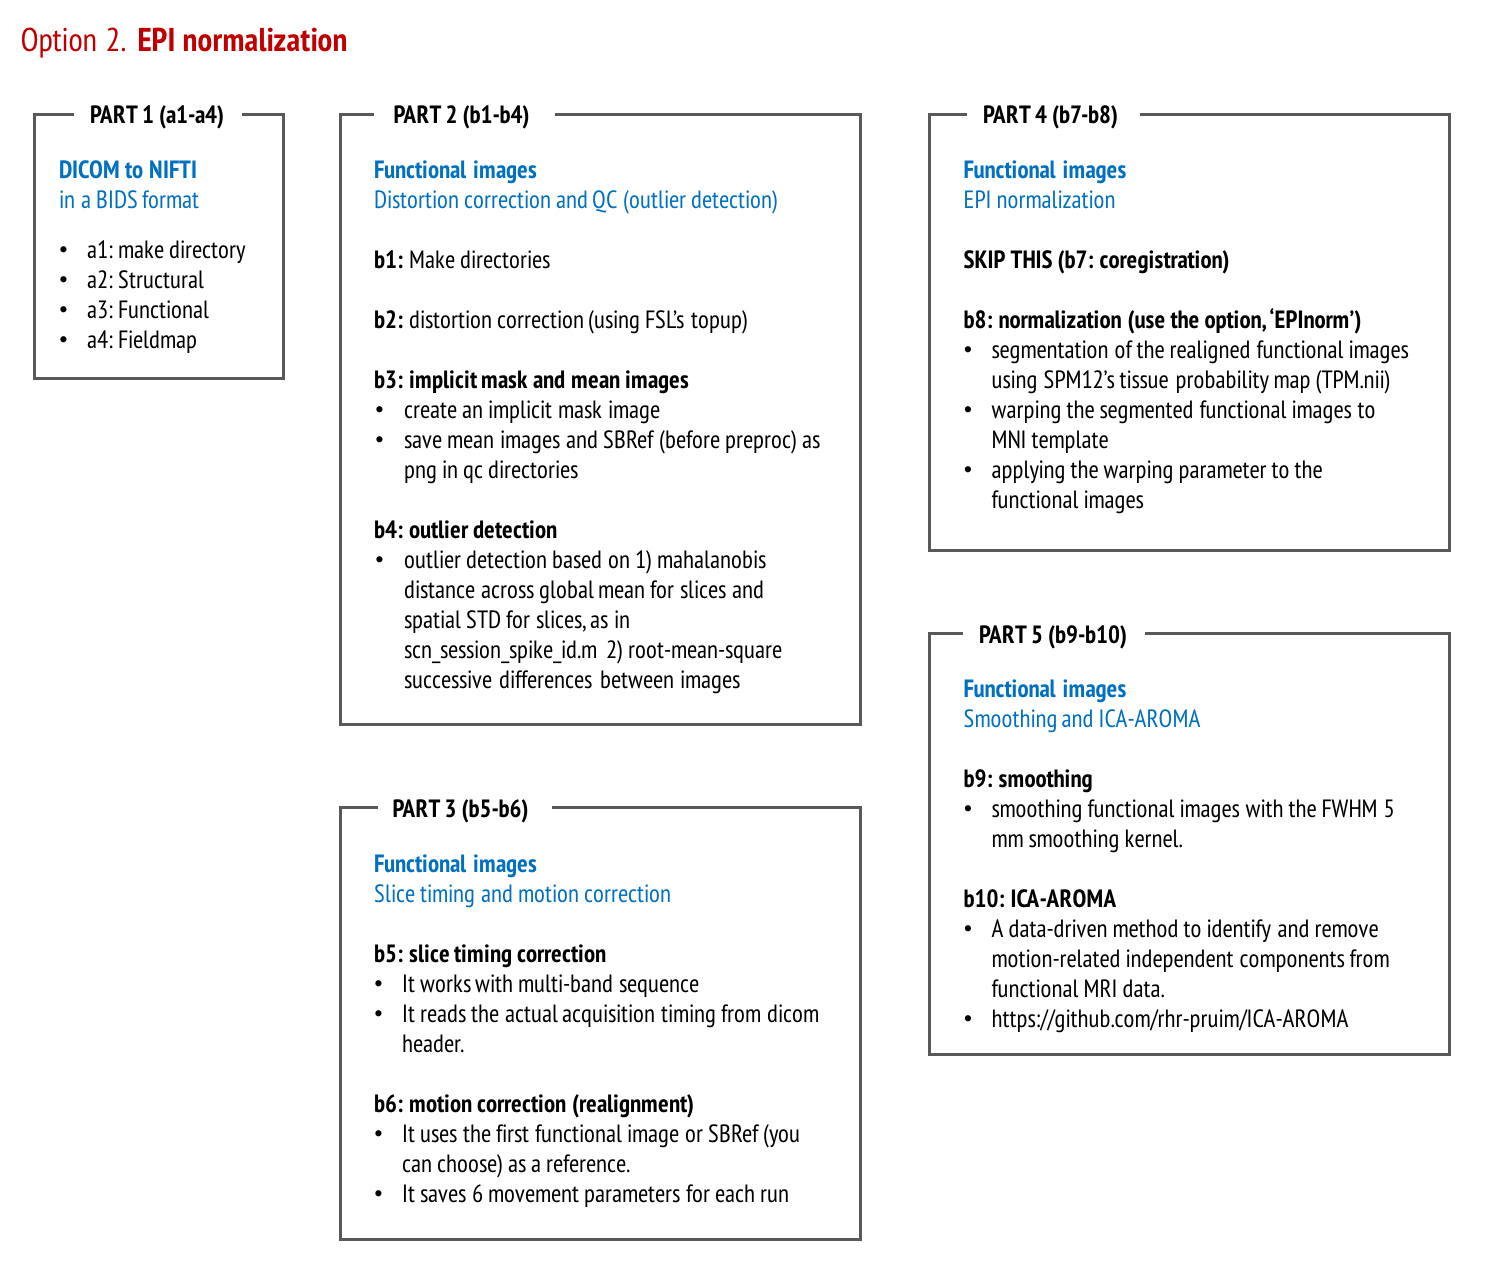 Option 2. EPI normalization
PART 1 (a1-a4)
DICOM to NIFTI
in a BIDS format
• a1: make directory
• a2: Structural
• a3: Functional
• a4: Fieldmap
PART 2 (b1-b4)
Functional images
Distortion correction and QC (outlier detection)
b1: Make directories
b2: distortion correction (using FSL's topup)
b3: implicit mask and mean images
• create an implicit mask image
• save mean images and SBRef (before preproc) as
png in qc directories
b4: outlier detection
• outlier detection based on 1) mahalanobis
distance across global mean for slices and
spatial STD for slices, as in
scn_session_spike_id.m 2) root-mean-square
successive differences between images
PART 3 (b5-b6)
Functional images
Slice timing and motion correction
b5: slice timing correction
• It works with multi-band sequence
• It reads the actual acquisition timing from dicom
header.
b6: motion correction (realignment)
• It uses the first functional image or SBRef (you
can choose) as a reference.
• It saves 6 movement parameters for each run
PART 4 (b7-b8)
Functional images
EPI normalization
SKIP THIS (b7: coregistration)
b8: normalization (use the option, ‘EPInorm’)
• segmentation of the realigned functional images
using SPM12’s tissue probability map (TPM.nii)
• warping the segmented functional images to
MNI template
• applying the warping parameter to the
functional images
PART 5 (b9-b10)
Functional images
Smoothing and ICA-AROMA
b9: smoothing
• smoothing functional images with the FWHM 5
mm smoothing kernel.
b10: ICA-AROMA
• A data-driven method to identify and remove
motion-related independent components from
functional MRI data.
• https://github.com/rhr-pruim/ICA-AROMA